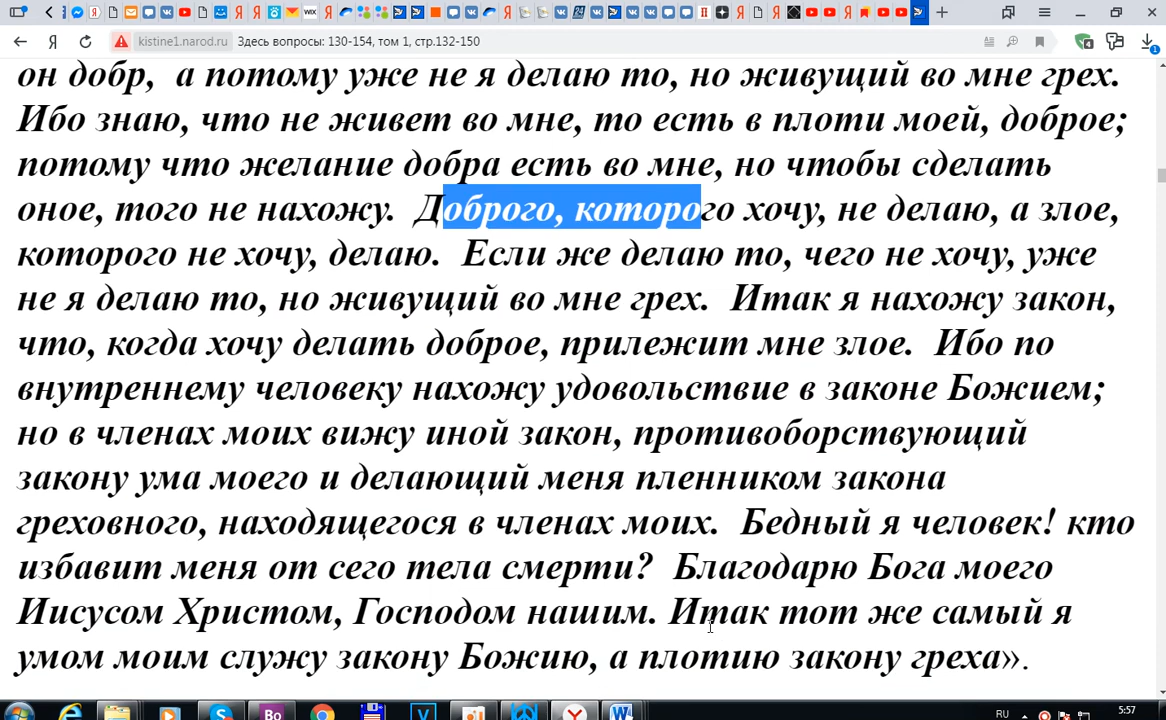 kistine1.narod.ru Здесь вопросы: 130-154, том 1, стр.132-150
он добр, а потому уже не я делаю то, но живущий во мне грех.
Ибо знаю, что не живет во мне, то есть в плоти моей, доброе;
потому что желание добра есть во мне, но чтобы сделать
оное, того не нахожу. Доброго, которого хочу, не делаю, а злое,
которого не хочу, делаю. Если же делаю то, чего не хочу, уже
не я делаю то, но живущий во мне грех. Итак я нахожу закон,
что, когда хочу делать доброе, прилежит мне злое. Ибо по
внутреннему человеку нахожу удовольствие в законе Божием;
но в членах моих вижу иной закон, противоборствующий
закону ума моего и делающий меня пленником закона
греховного, находящегося в членах моих. Бедный я человек! кто
избавит меня от сего тела смерти? Благодарю Бога моего
Иисусом Христом, Господом нашим. Итак тот же самый я
умом моим служу закону Божию, а плотию закону греха».
RU 5:57